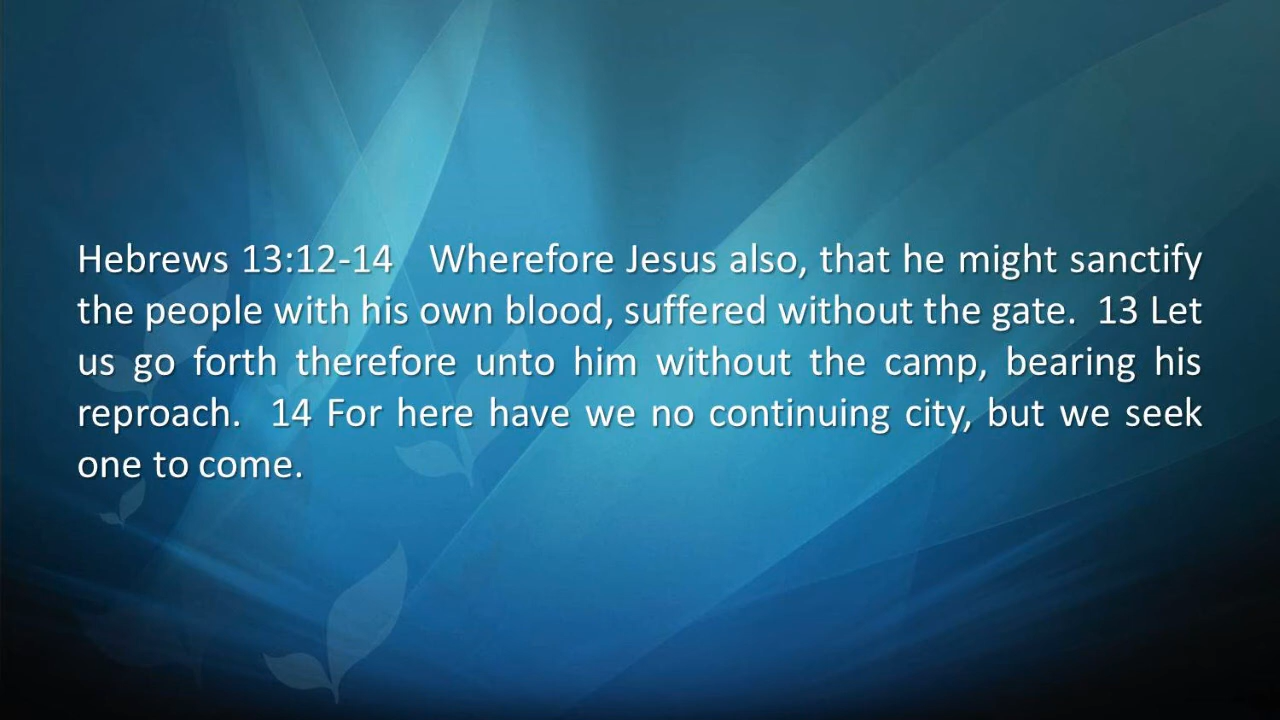 Hebrews 13:12-14 Wherefore Jesus also, that he might sanctify
the people with his own blood, suffered without the gate. 13 Let
us go forth therefore unto him without the camp, bearing his
reproach. 14 For here have we no continuing city, but we seek
one to come.